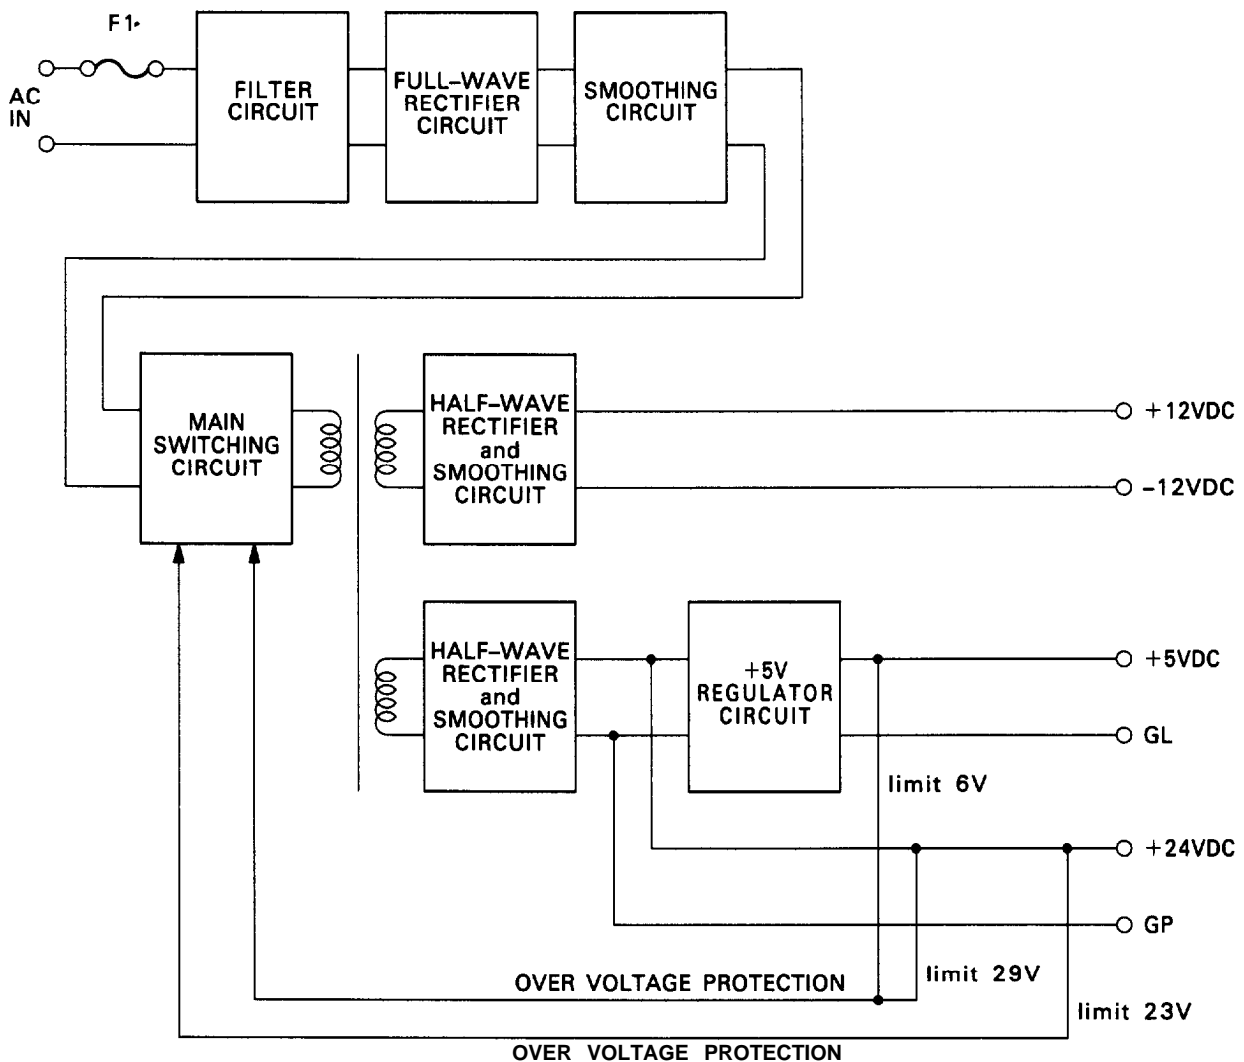 F1
AC
IN
FILTER
CIRCUIT
FULL-WAVE
RECTIFIER
CIRCUIT
SMOOTHING
CIRCUIT
MAIN
SWITCHING
CIRCUIT
HALF-WAVE
RECTIFIER
and
SMOOTHING
CIRCUIT
+12VDC
-12VDC
HALF-WAVE
RECTIFIER
and
SMOOTHING
CIRCUIT
+5V
REGULATOR
CIRCUIT
+5VDC
GL
limit 6V
+24VDC
GP
limit 29V
OVER VOLTAGE PROTECTION
limit 23V
OVER VOLTAGE PROTECTION